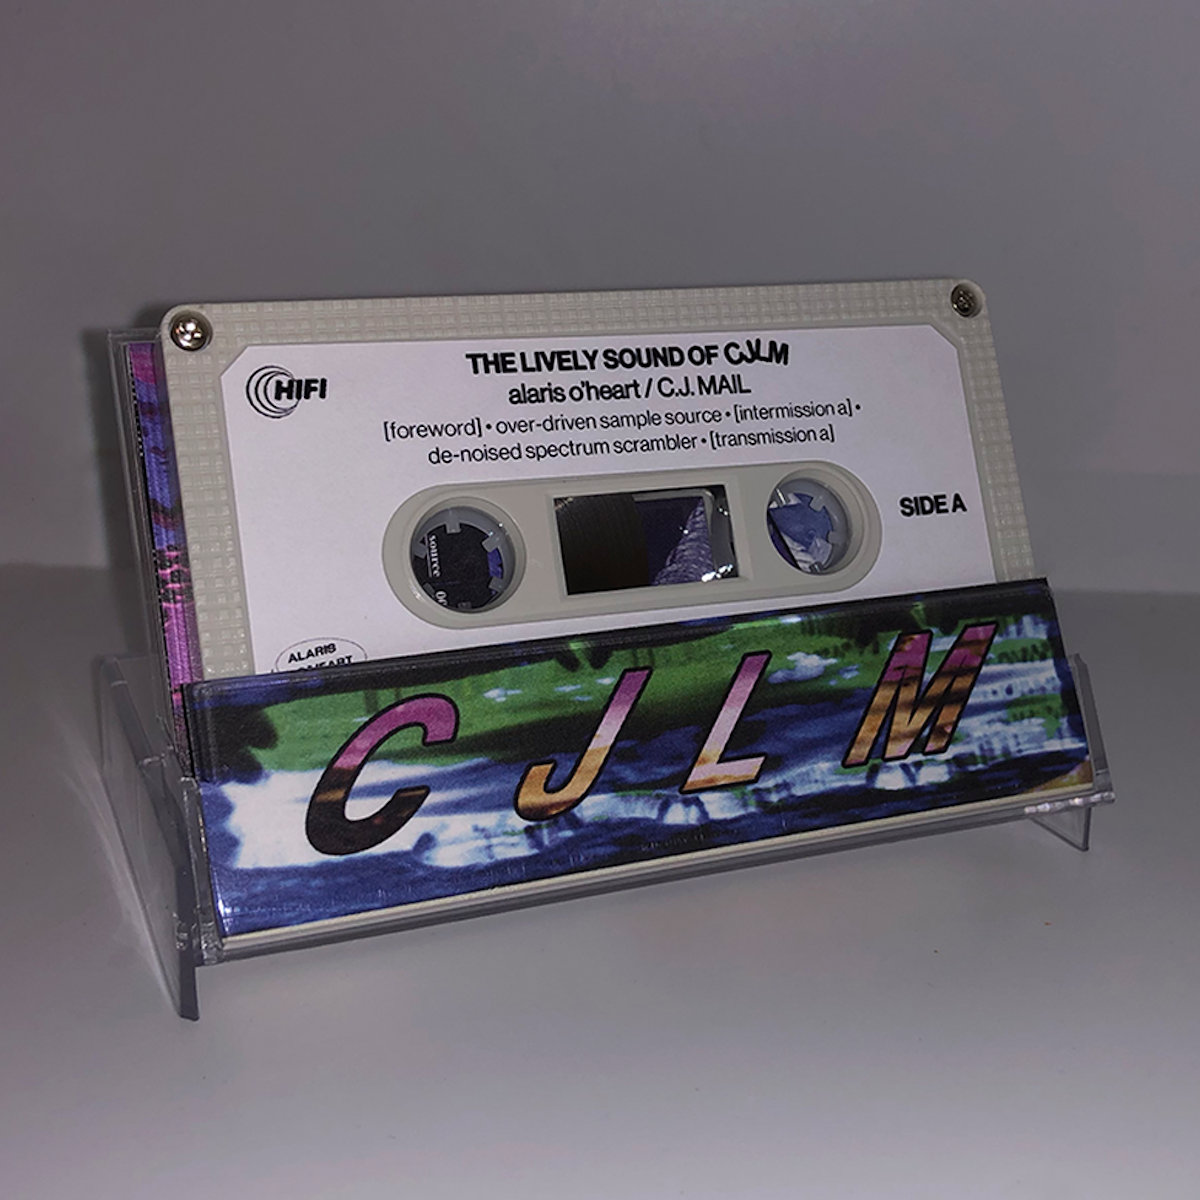 THE LIVELY SOUND OF CJLM
HIFI
alaris o'heart / C.J. MAIL
[foreword] • over-driven sample source • [intermission a] •
de-noised spectrum scrambler • [transmission a]
SIDE A
source
ALARIS
C J L M